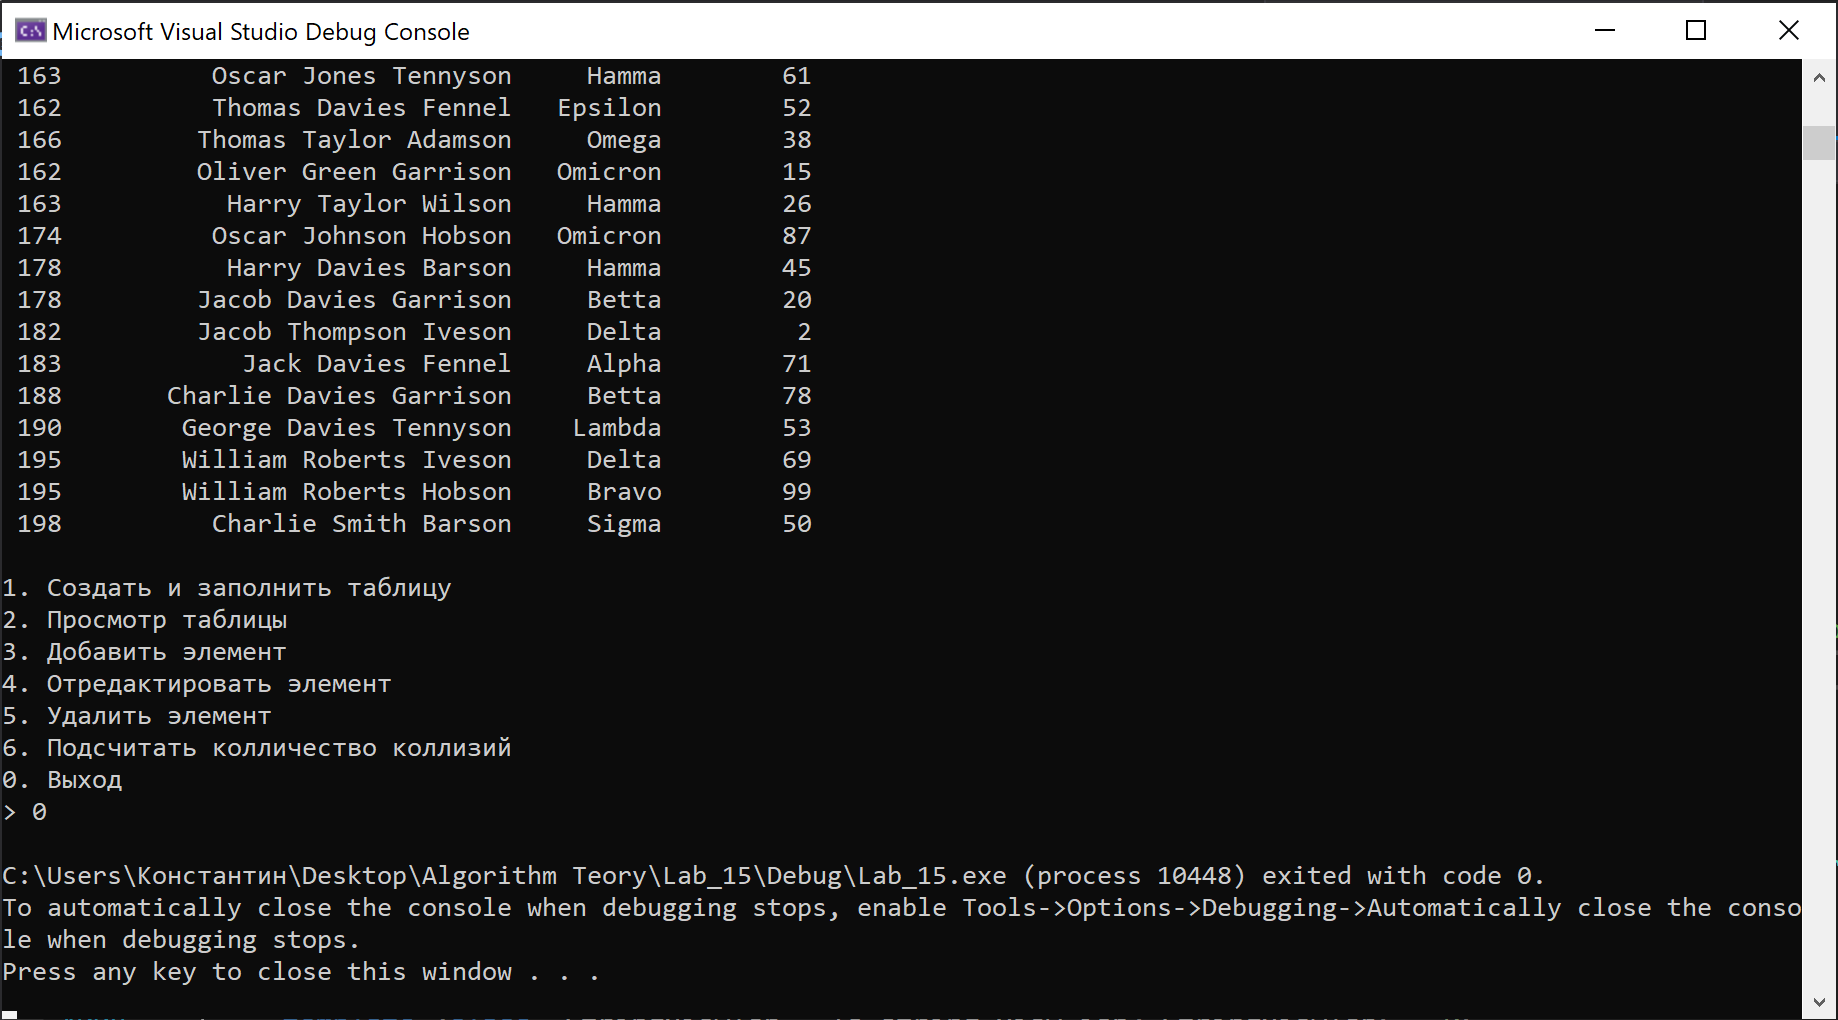 Microsoft Visual Studio Debug Console
163 Oscar Jones Tennyson Hamma 61
162 Thomas Davies Fennel Epsilon 52
166 Thomas Taylor Adamson Omega 38
162 Oliver Green Garrison Omicron 15
163 Harry Taylor Wilson Hamma 26
174 Oscar Johnson Hobson Omicron 87
178 Harry Davies Barson Hamma 45
178 Jacob Davies Garrison Betta 20
182 Jacob Thompson Iveson Delta 2
183 Jack Davies Fennel Alpha 71
188 Charlie Davies Garrison Betta 78
190 George Davies Tennyson Lambda 53
195 William Roberts Iveson Delta 69
195 William Roberts Hobson Bravo 99
198 Charlie Smith Barson Sigma 50
1. Создать и заполнить таблицу
2. Просмотр таблицы
3. Добавить элемент
4. Отредактировать элемент
5. Удалить элемент
6. Подсчитать колличество коллизий
0. Выход
> 0
C:\Users\Константин\Desktop\Algorithm Teory\Lab_15\Debug\Lab_15.exe (process 10448) exited with code 0.
To automatically close the console when debugging stops, enable Tools->Options->Debugging->Automatically close the conso
le when debugging stops.
Press any key to close this window . . .